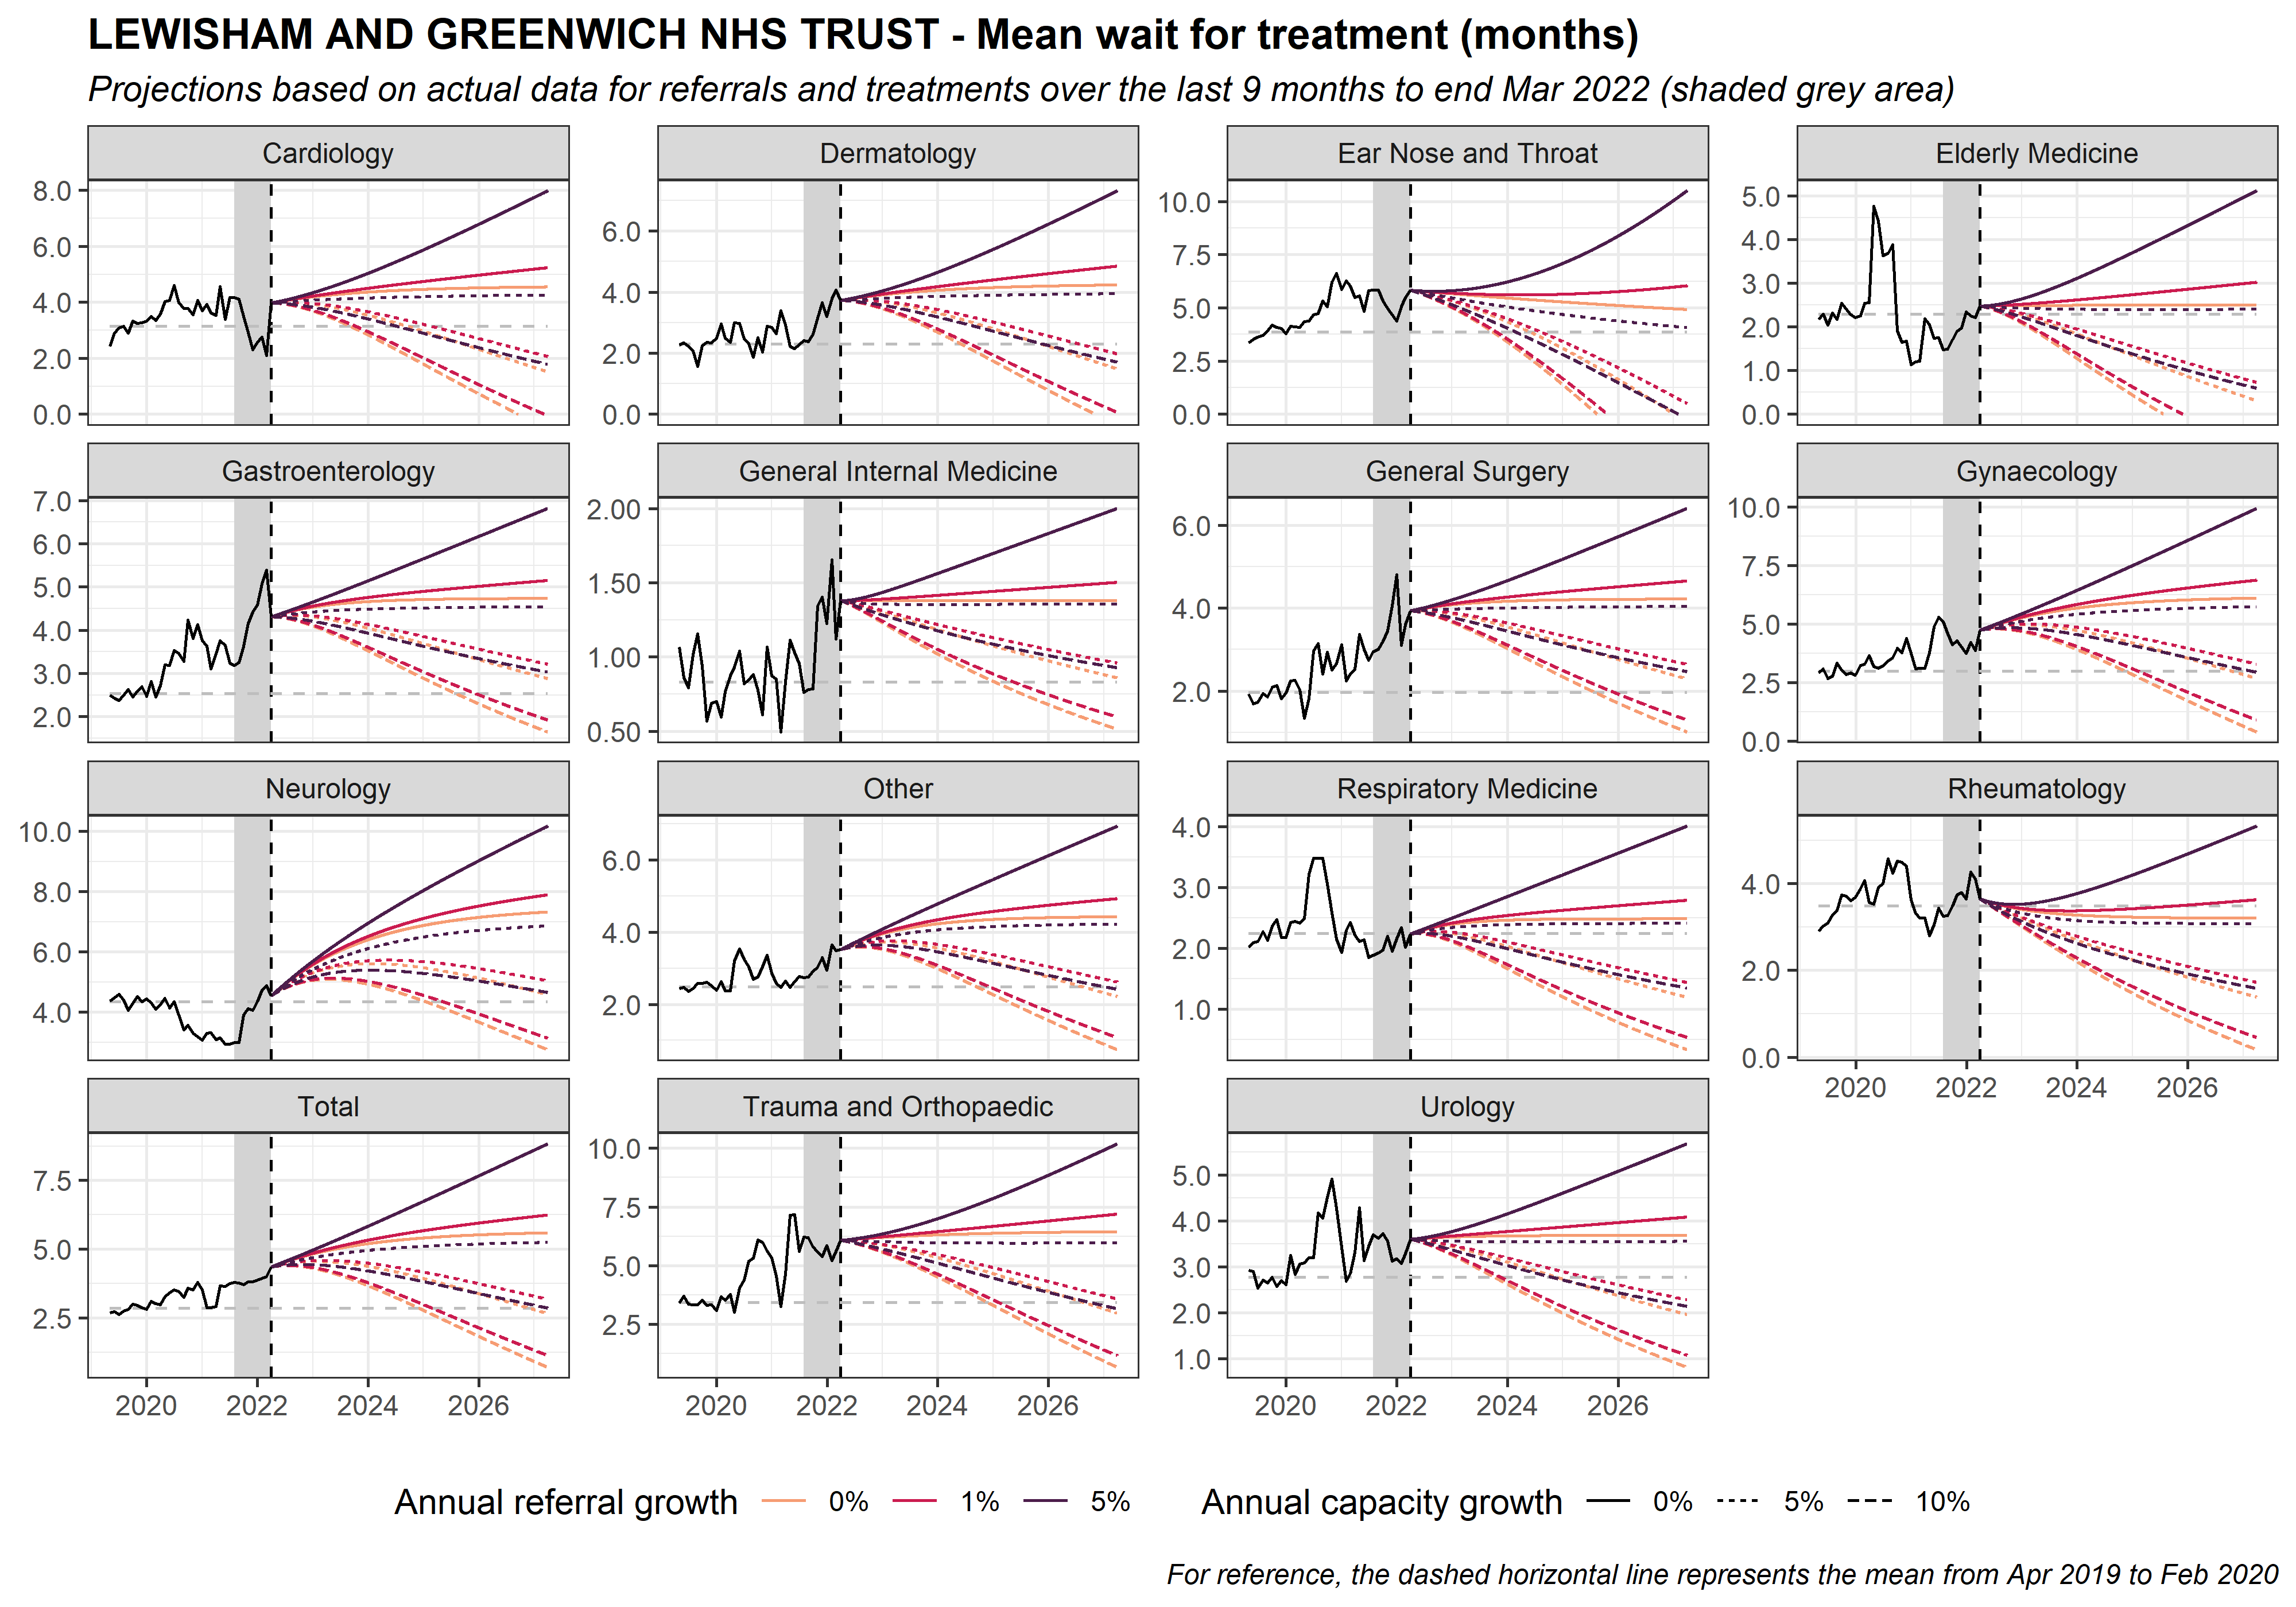 LEWISHAM AND GREENWICH NHS TRUST - Mean wait for treatment (months)
Projections based on actual data for referrals and treatments over the last 9 months to end Mar 2022 (shaded grey area)
Cardiology
Dermatology
Ear Nose and Throat
Elderly Medicine
8.0
6.0
4.0
2.0
0.0
6.0
4.0
2.0
0.0
10.0
7.5
5.0
2.5
0.0
5.0
4.0
3.0
2.0
1.0
0.0
Gastroenterology
General Internal Medicine
General Surgery
Gynaecology
7.0
6.0
5.0
4.0
3.0
2.0
2.00
1.50
1.00
0.50
6.0
4.0
2.0
10.0
7.5
5.0
2.5
0.0
Neurology
Other
Respiratory Medicine
Rheumatology
10.0
8.0
6.0
4.0
6.0
4.0
2.0
4.0
3.0
2.0
1.0
4.0
2.0
0.0
2020 2022 2024 2026
Total
Trauma and Orthopaedic
Urology
7.5
5.0
2.5
10.0
7.5
5.0
2.5
5.0
4.0
3.0
2.0
1.0
2020 2022 2024 2026
2020 2022 2024 2026
2020 2022 2024 2026
Annual referral growth 0% 1% 5%
Annual capacity growth 0% 5% 10%
For reference, the dashed horizontal line represents the mean from Apr 2019 to Feb 2020